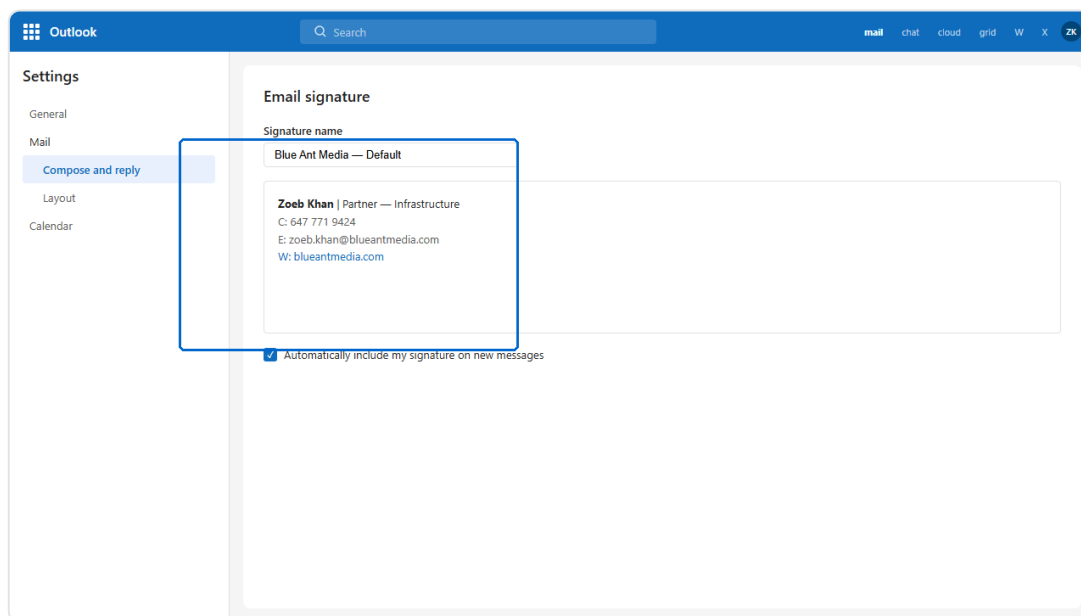 Outlook
Search
mail chat cloud grid W X ZK
Settings
General
Mail
Compose and reply
Layout
Calendar
Email signature
Signature name
Blue Ant Media — Default
Zoeb Khan | Partner — Infrastructure
C: 647 771 9424
E: zoeb.khan@blueantmedia.com
W: blueantmedia.com
Automatically include my signature on new messages